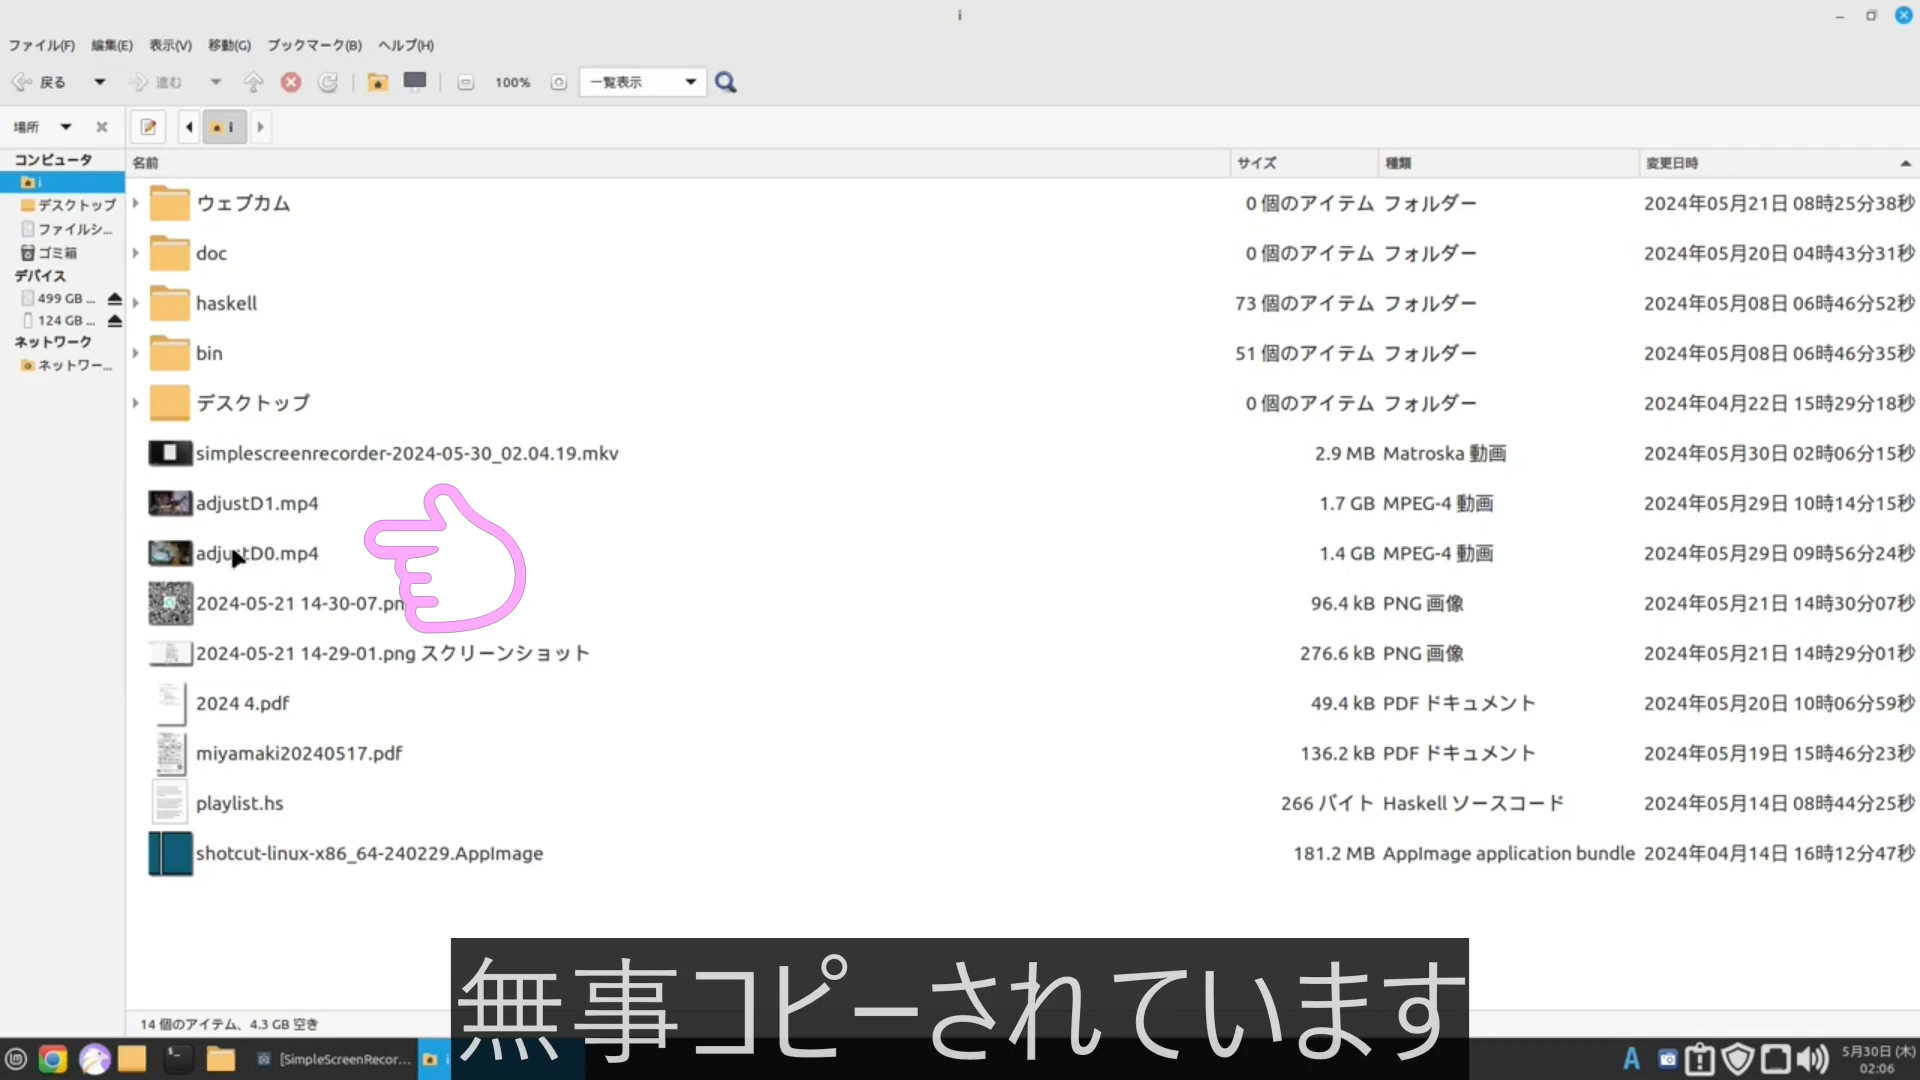 i
ファイル(F) 編集(E) 表示(V) 移動(G) ブックマーク(B) ヘルプ(H)
戻る 進む 100% 一覧表示
場所 i
コンピュータ
i
デスクトップ
ファイルシ...
ゴミ箱
デバイス
499 GB ...
124 GB ...
ネットワーク
ネットワー...
名前 サイズ 種類 変更日時
ウェブカム 0 個のアイテム フォルダー 2024年05月21日 08時25分38秒
doc 0 個のアイテム フォルダー 2024年05月20日 04時43分31秒
haskell 73 個のアイテム フォルダー 2024年05月08日 06時46分52秒
bin 51 個のアイテム フォルダー 2024年05月08日 06時46分35秒
デスクトップ 0 個のアイテム フォルダー 2024年04月22日 15時29分18秒
simplescreenrecorder-2024-05-30_02.04.19.mkv 2.9 MB Matroska 動画 2024年05月30日 02時06分15秒
adjustD1.mp4 1.7 GB MPEG-4 動画 2024年05月29日 10時14分15秒
adjustD0.mp4 1.4 GB MPEG-4 動画 2024年05月29日 09時56分24秒
2024-05-21 14-30-07.pn 96.4 kB PNG 画像 2024年05月21日 14時30分07秒
2024-05-21 14-29-01.png スクリーンショット 276.6 kB PNG 画像 2024年05月21日 14時29分01秒
2024 4.pdf 49.4 kB PDF ドキュメント 2024年05月20日 10時06分59秒
miyamaki20240517.pdf 136.2 kB PDF ドキュメント 2024年05月19日 15時46分23秒
playlist.hs 266 バイト Haskell ソースコード 2024年05月14日 08時44分25秒
shotcut-linux-x86_64-240229.AppImage 181.2 MB AppImage application bundle 2024年04月14日 16時12分47秒
14 個のアイテム、4.3 GB 空き
無事コピーされています
[SimpleScreenRecor... i
A
5月30日 (木)
02:06